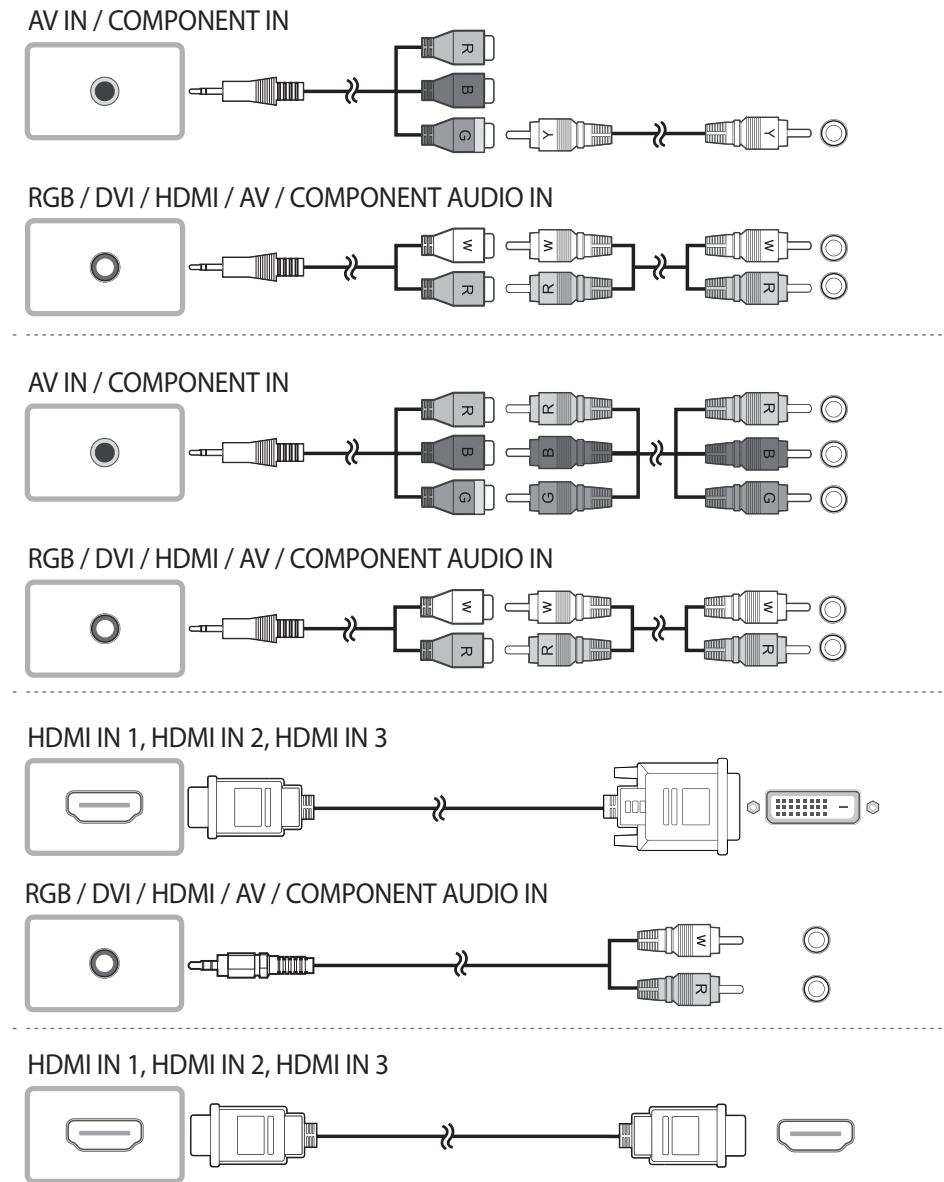 AV IN / COMPONENT IN
R
B
G Y Y
RGB / DVI / HDMI / AV / COMPONENT AUDIO IN
W W W
R R R
AV IN / COMPONENT IN
R R R
B B B
G G G
RGB / DVI / HDMI / AV / COMPONENT AUDIO IN
W W W
R R R
HDMI IN 1, HDMI IN 2, HDMI IN 3
RGB / DVI / HDMI / AV / COMPONENT AUDIO IN
W
R
HDMI IN 1, HDMI IN 2, HDMI IN 3